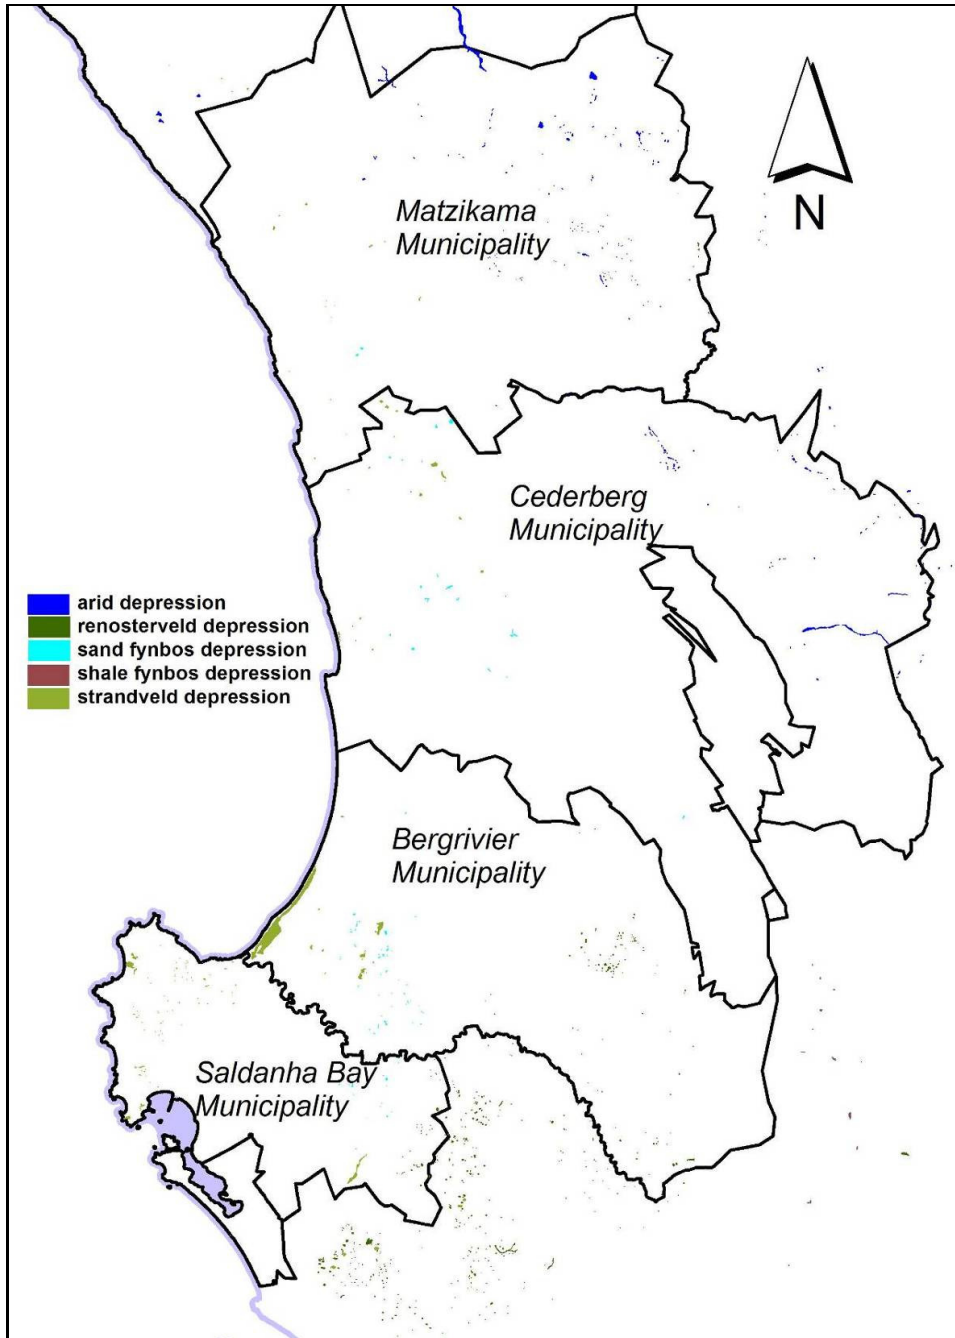 N
Matzikama
Municipality
Cederberg
Municipality
arid depression
renosterveld depression
sand fynbos depression
shale fynbos depression
strandveld depression
Bergrivier
Municipality
Saldanha Bay
Municipality